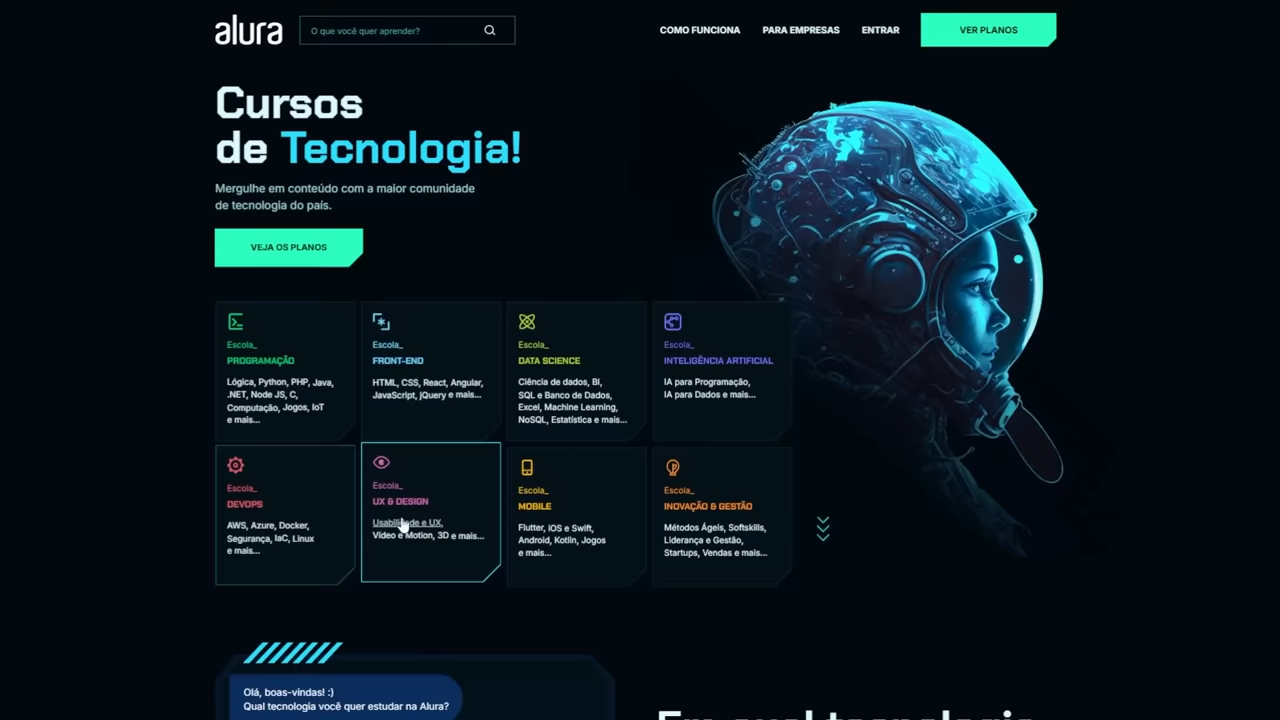 alura
O que você quer aprender?
COMO FUNCIONA
PARA EMPRESAS
ENTRAR
VER PLANOS
Cursos
de Tecnologia!
Mergulhe em conteúdo com a maior comunidade
de tecnologia do país.
VEJA OS PLANOS
Escola_
PROGRAMAÇÃO
Lógica, Python, PHP, Java,
.NET, Node JS, C,
Computação, Jogos, IoT
e mais...
Escola_
FRONT-END
HTML, CSS, React, Angular,
JavaScript, jQuery e mais...
Escola_
DATA SCIENCE
Ciência de dados, BI,
SQL e Banco de Dados,
Excel, Machine Learning,
NoSQL, Estatística e mais...
Escola_
INTELIGÊNCIA ARTIFICIAL
IA para Programação,
IA para Dados e mais...
Escola_
DEVOPS
AWS, Azure, Docker,
Segurança, IaC, Linux
e mais...
Escola_
UX & DESIGN
Usabilidade e UX,
Vídeo e Motion, 3D e mais...
Escola_
MOBILE
Flutter, iOS e Swift,
Android, Kotlin, Jogos
e mais...
Escola_
INOVAÇÃO & GESTÃO
Métodos Ágeis, Softskills,
Liderança e Gestão,
Startups, Vendas e mais...
Olá, boas-vindas! :)
Qual tecnologia você quer estudar na Alura?
Em qual tecnologia